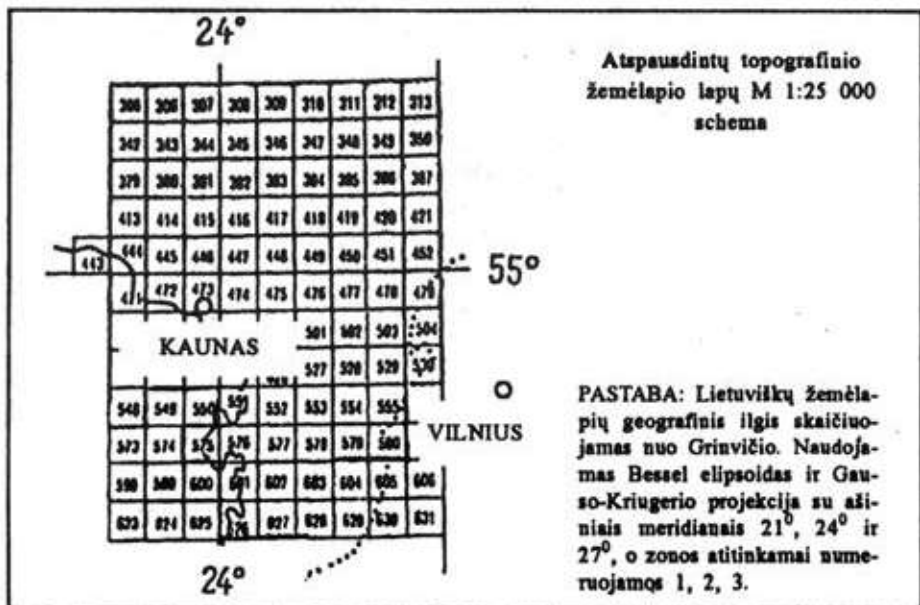 24°
Atspausdintų topografinio
žemėlapio lapų M 1:25 000
schema
306 307 308 309 310 311 312 313
342 343 344 345 346 347 348 349 350
379 380 381 382 383 384 385 386 387
413 414 415 416 417 418 419 420 421
443 444 445 446 447 448 449 450 451 452
55°
471 472 473 474 475 476 477 478 479
501 502 503 504
KAUNAS
527 528 529 530
548 549 550 551 552 553 554 555
VILNIUS
573 574 575 576 577 578 579 580
600 601 602 603 604 605 606
623 624 625 627 628 629 630 631
24°
PASTABA: Lietuviškų žemėla-
pių geografinis ilgis skaičiuo-
jamas nuo Grinvičio. Naudoja-
mas Bessel elipsoidas ir Gau-
so-Kriugerio projekcija su aši-
niais meridianais 21⁰, 24⁰ ir
27⁰, o zonos atitinkamai nume-
ruojamos 1, 2, 3.